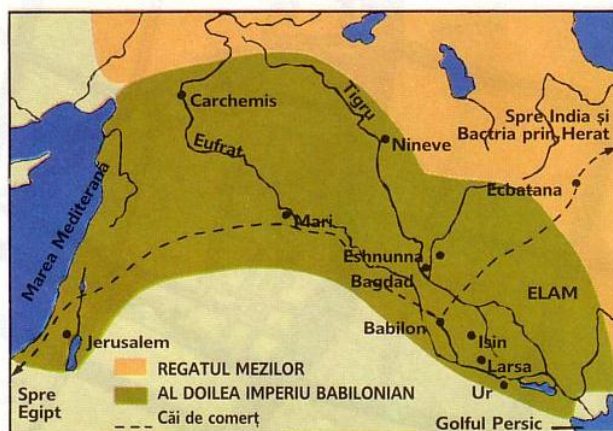 Carchemis
Tigru
Spre India și
Bactria prin Herat
Nineve
Eufrat
Ecbatana
Marea Mediterană
Mari
Eshnunna
Bagdad
ELAM
Babilon
Isin
Jerusalem
Larsa
REGATUL MEZILOR
Ur
AL DOILEA IMPERIU BABILONIAN
Spre
Egipt
Căi de comerț
Golful Persic